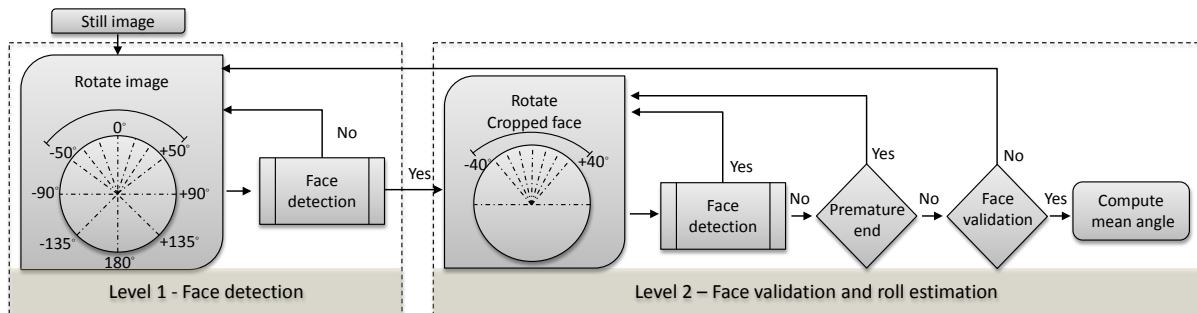 Still image
Rotate image
0°
-50°
+50°
-90°
+90°
-135°
+135°
180°
No
Face
detection
Yes
Level 1 - Face detection
Rotate
Cropped face
-40°
+40°
Yes
Face
detection
No
Yes
Premature
end
No
No
Face
validation
Yes
Compute
mean angle
Level 2 – Face validation and roll estimation